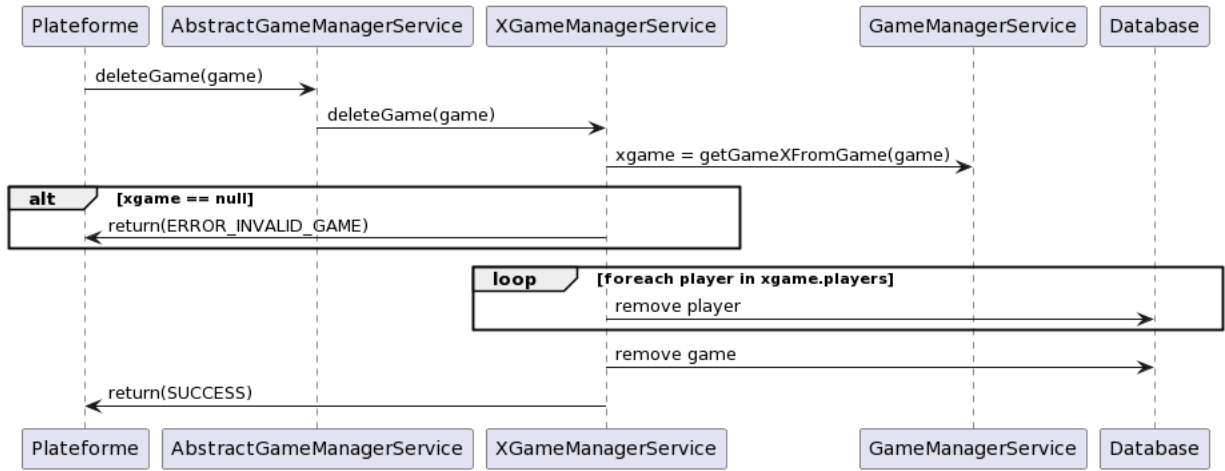 Plateforme AbstractGameManagerService XGameManagerService GameManagerService Database
deleteGame(game)
deleteGame(game)
xgame = getGameXFromGame(game)
alt [xgame == null]
return(ERROR_INVALID_GAME)
loop [foreach player in xgame.players]
remove player
remove game
return(SUCCESS)
Plateforme AbstractGameManagerService XGameManagerService GameManagerService Database